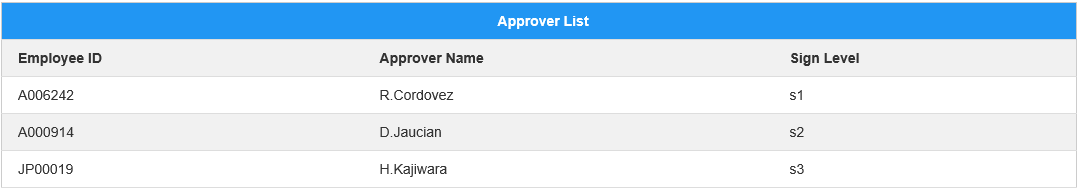 Approver List
Employee ID Approver Name Sign Level
A006242 R.Cordovez s1
A000914 D.Jaucian s2
JP00019 H.Kajiwara s3